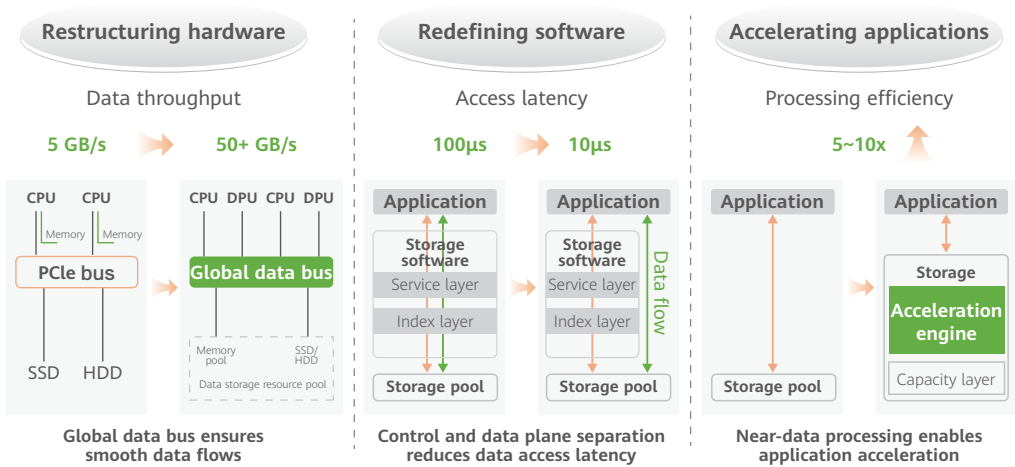 Restructuring hardware
Data throughput
5 GB/s
50+ GB/s
CPU
CPU
Memory
Memory
PCIe bus
SSD
HDD
CPU
DPU
CPU
DPU
Global data bus
Memory
pool
SSD/
HDD
Data storage resource pool
Global data bus ensures
smooth data flows
Redefining software
Access latency
100μs
10μs
Application
Storage
software
Service layer
Index layer
Storage pool
Application
Storage
software
Service layer
Index layer
Data flow
Storage pool
Control and data plane separation
reduces data access latency
Accelerating applications
Processing efficiency
5~10x
Application
Storage pool
Application
Storage
Acceleration
engine
Capacity layer
Near-data processing enables
application acceleration